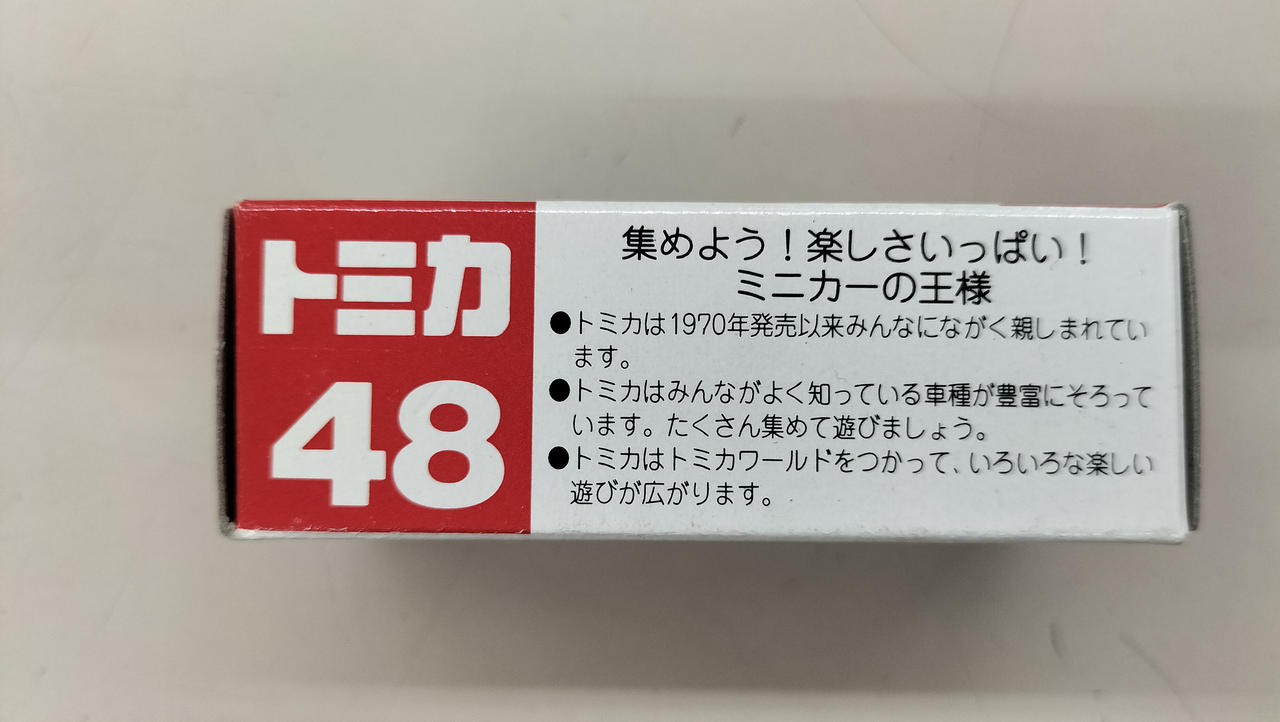 トミカ
48
集めよう！楽しさいっぱい！
ミニカーの王様
●トミカは1970年発売以来みんなにながく親しまれてい
ます。
●トミカはみんながよく知っている車種が豊富にそろって
います。たくさん集めて遊びましょう。
●トミカはトミカワールドをつかって、いろいろな楽しい
遊びが広がります。